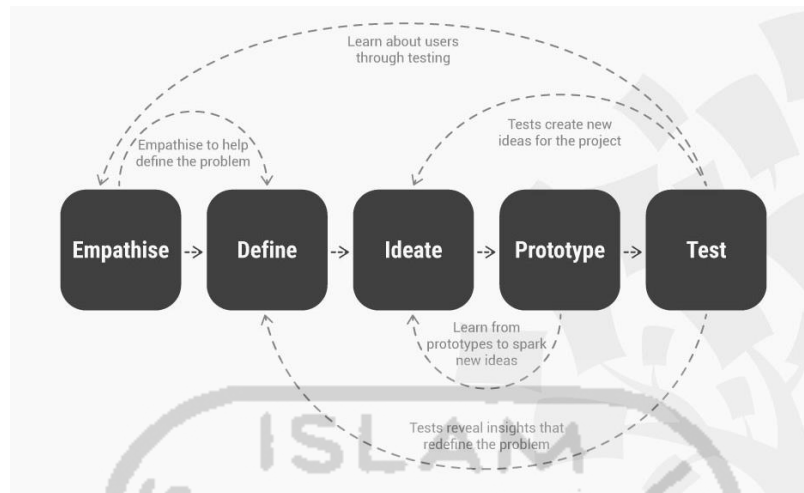 Learn about users
through testing
Empathise to help
define the problem
Tests create new
ideas for the project
Empathise
Define
Ideate
Prototype
Test
Learn from
prototypes to spark
new ideas
Tests reveal insights that
redefine the problem
ISLAM